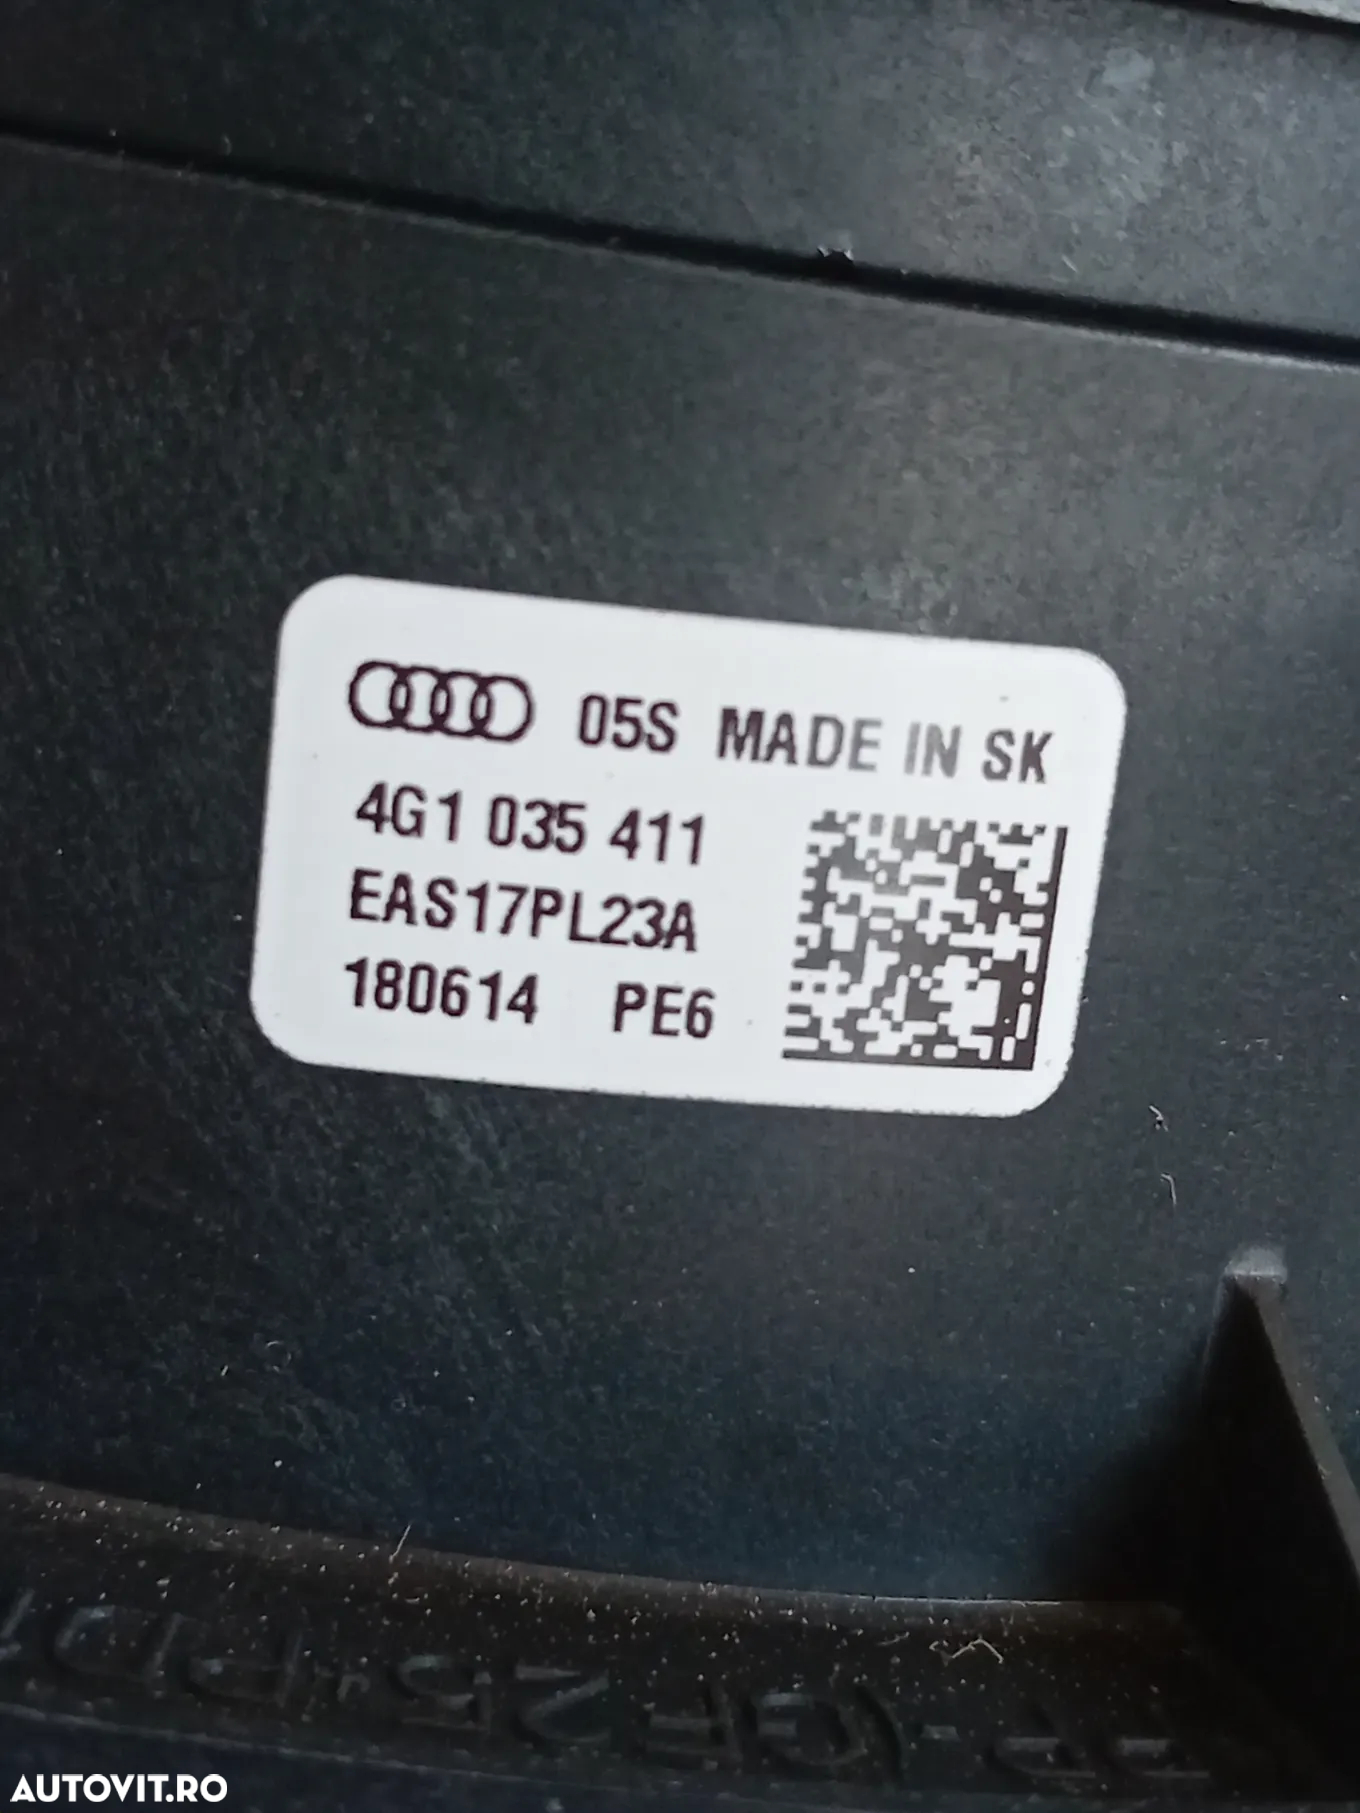 05S MADE IN SK
4G1 035 411
EAS17PL23A
180614 PE6
AUTOVIT.RO